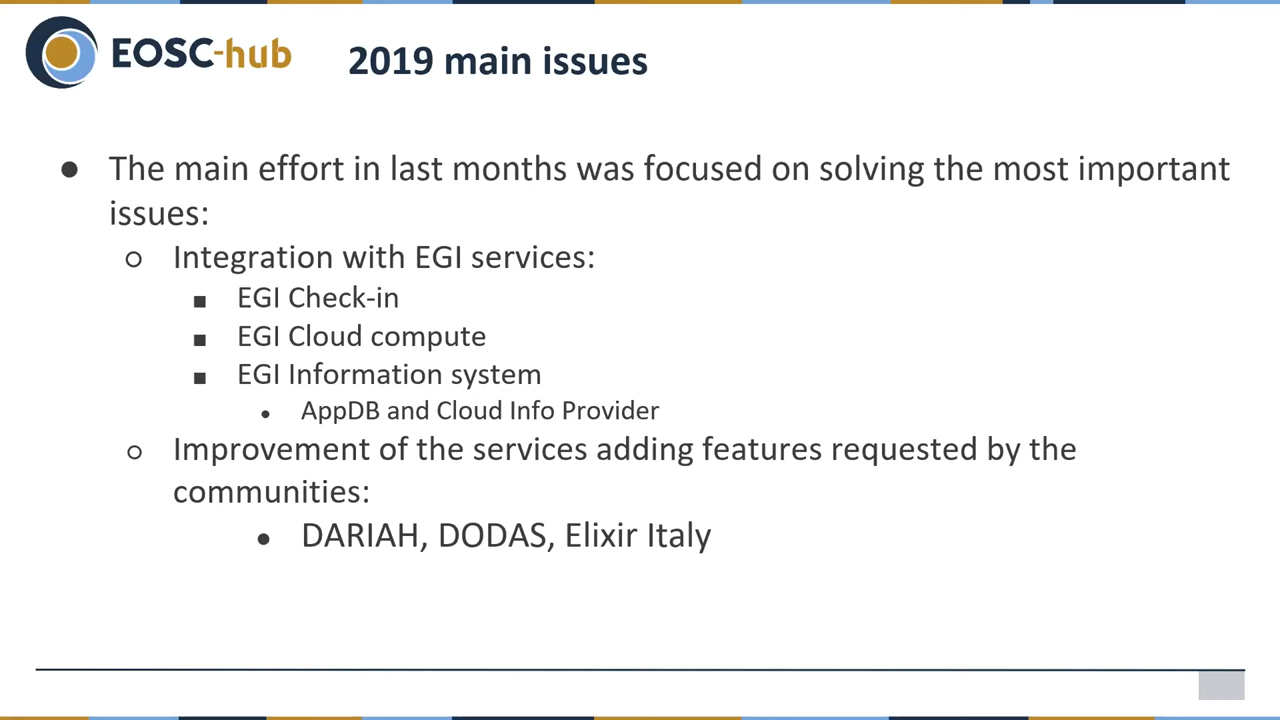 EOSC-hub
2019 main issues
● The main effort in last months was focused on solving the most important
issues:
○ Integration with EGI services:
■ EGI Check-in
■ EGI Cloud compute
■ EGI Information system
● AppDB and Cloud Info Provider
○ Improvement of the services adding features requested by the
communities:
● DARIAH, DODAS, Elixir Italy